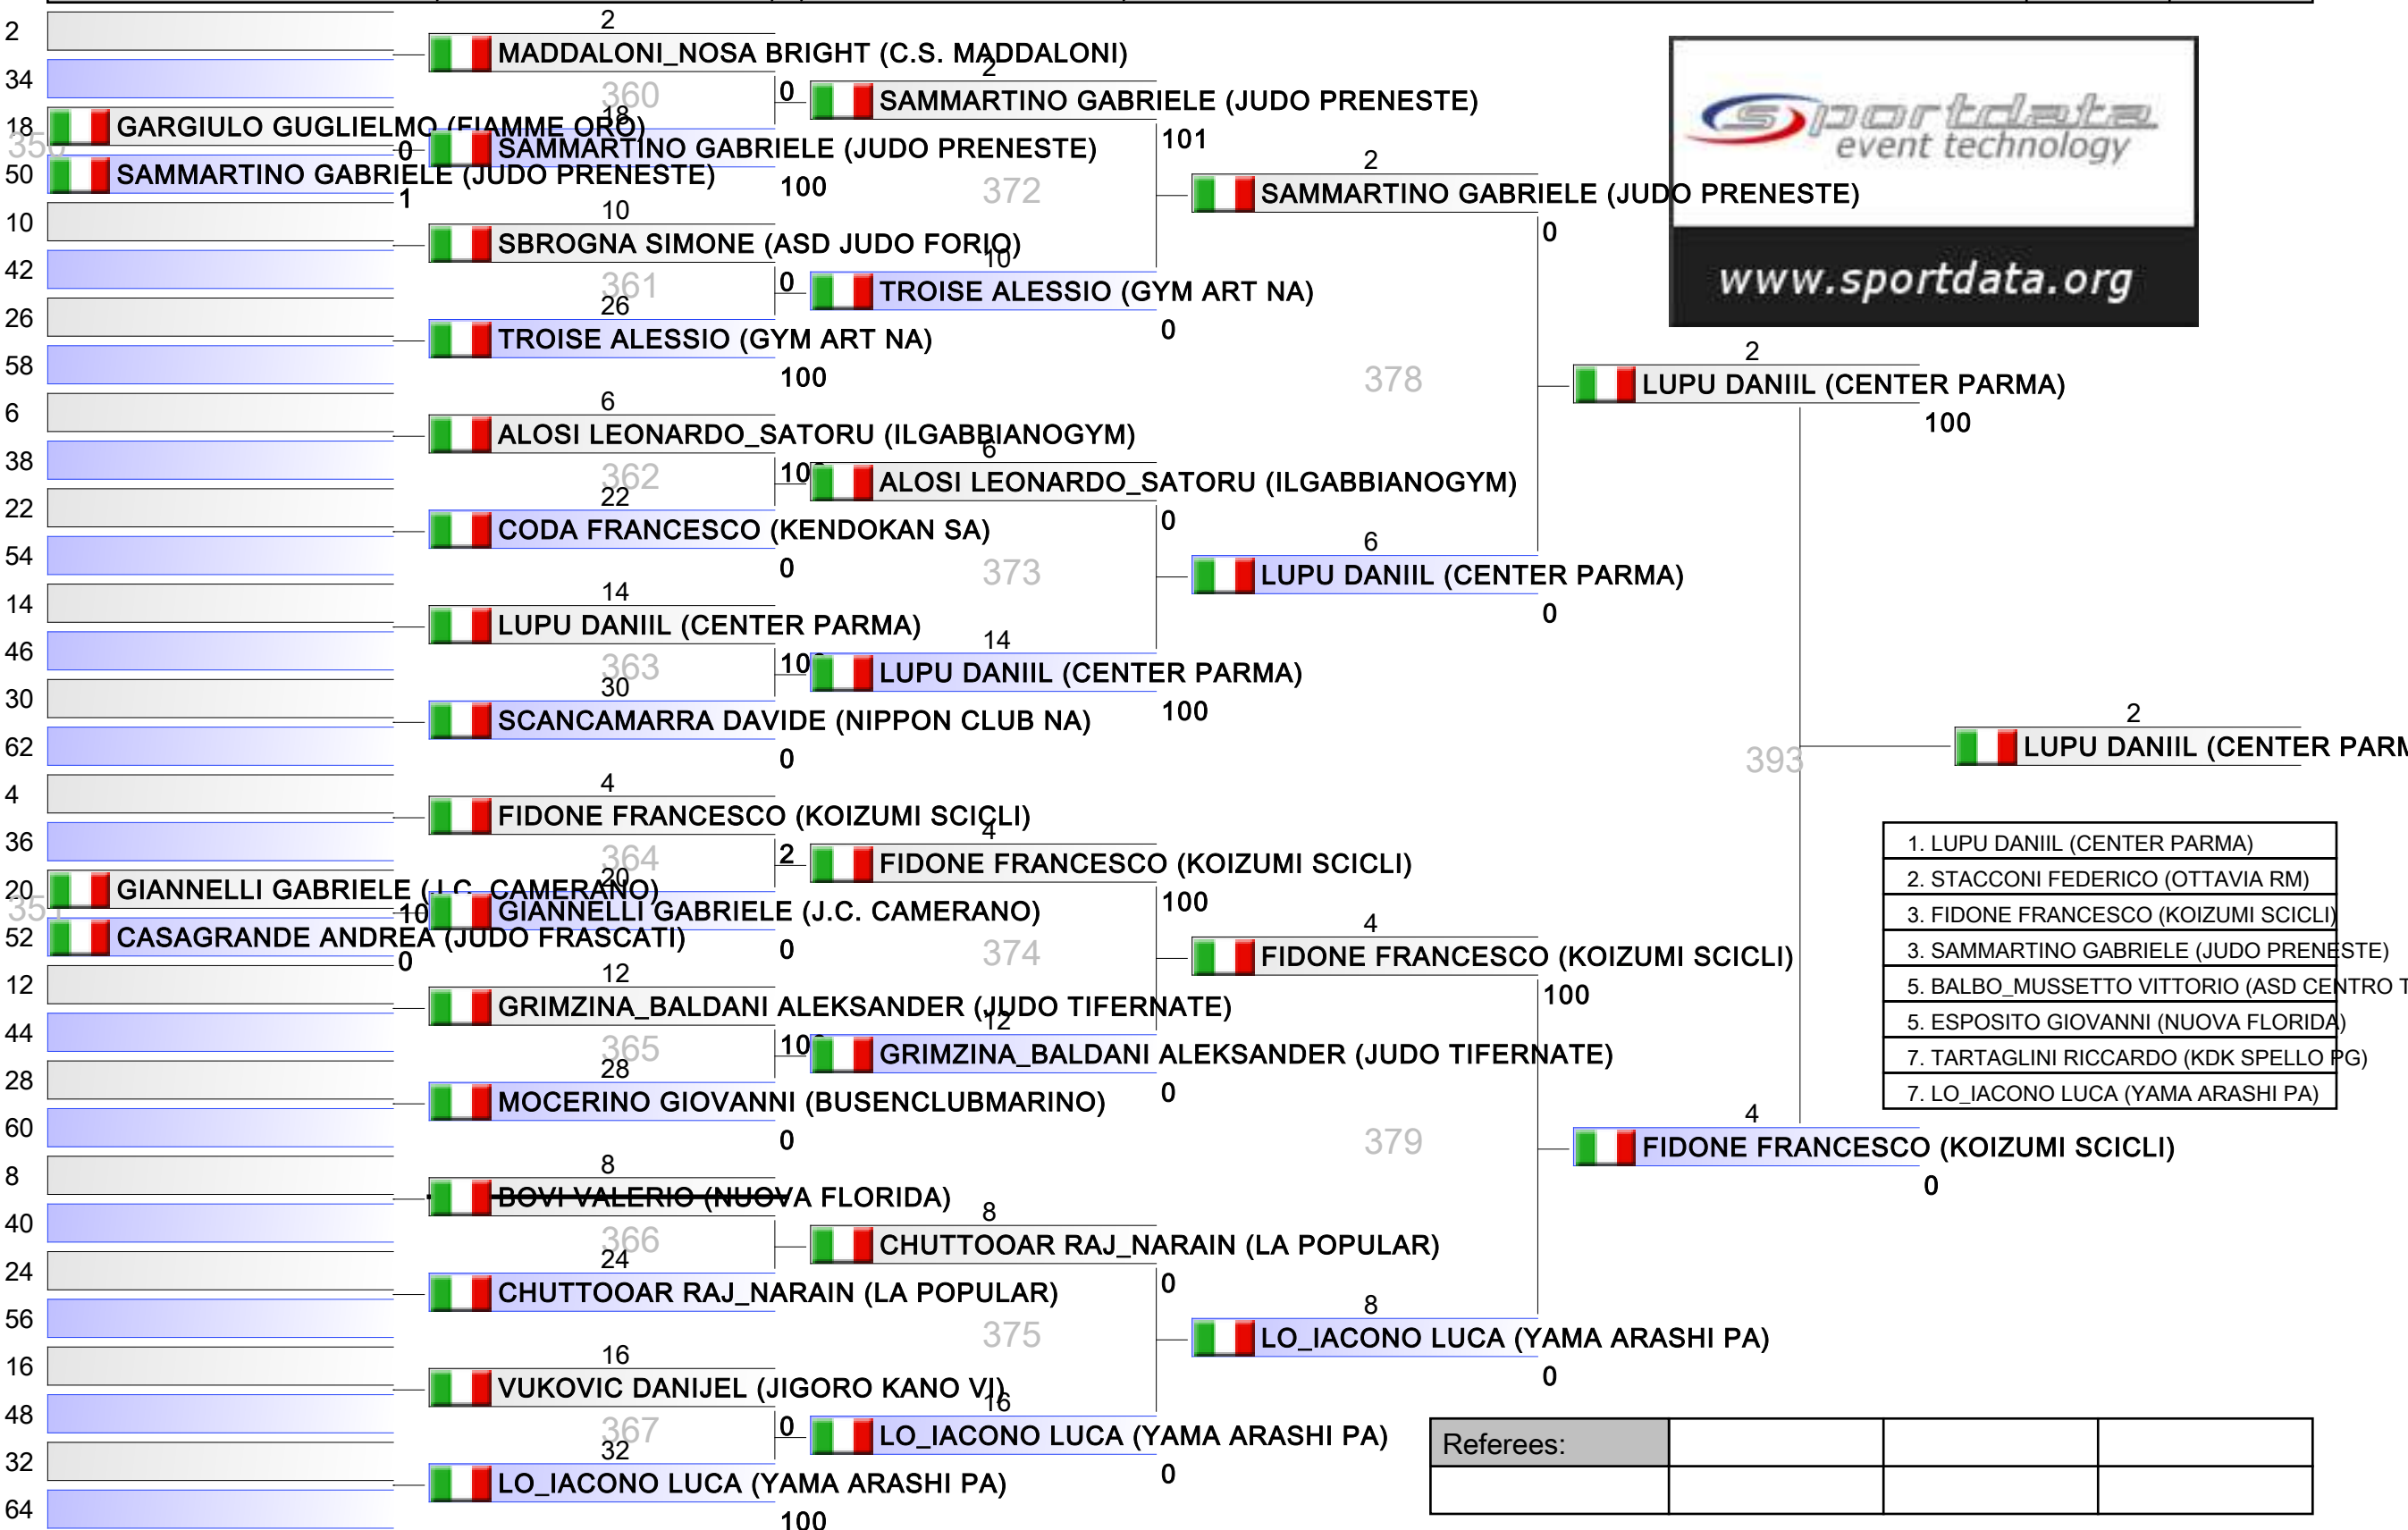 2
34
18
GARGIULO GUGLIELMO (FIAMME ORO)
0
50
SAMMARTINO GABRIELE (JUDO PRENESTE)
1
10
42
26
58
6
38
22
54
14
46
30
62
4
36
20
GIANNELLI GABRIELE (J.C. CAMERANO)
10
52
CASAGRANDE ANDREA (JUDO FRASCATI)
0
12
44
28
60
8
40
24
56
16
48
32
64
2
MADDALONI_NOSA BRIGHT (C.S. MADDALONI)
0
360
18
SAMMARTINO GABRIELE (JUDO PRENESTE)
100
10
SBROGNA SIMONE (ASD JUDO FORIO)
0
361
26
TROISE ALESSIO (GYM ART NA)
100
6
ALOSI LEONARDO_SATORU (ILGABBIANOGYM)
10
362
22
CODA FRANCESCO (KENDOKAN SA)
0
14
LUPU DANIIL (CENTER PARMA)
10
363
30
SCANCAMARRA DAVIDE (NIPPON CLUB NA)
0
4
FIDONE FRANCESCO (KOIZUMI SCICLI)
2
364
20
GIANNELLI GABRIELE (J.C. CAMERANO)
0
12
GRIMZINA_BALDANI ALEKSANDER (JUDO TIFERNATE)
10
365
28
MOCERINO GIOVANNI (BUSENCLUBMARINO)
0
8
BOVI VALERIO (NUOVA FLORIDA)
366
24
CHUTTOOAR RAJ_NARAIN (LA POPULAR)
16
VUKOVIC DANIJEL (JIGORO KANO VI)
0
367
32
LO_IACONO LUCA (YAMA ARASHI PA)
100
2
SAMMARTINO GABRIELE (JUDO PRENESTE)
101
372
10
TROISE ALESSIO (GYM ART NA)
0
6
ALOSI LEONARDO_SATORU (ILGABBIANOGYM)
0
373
14
LUPU DANIIL (CENTER PARMA)
100
4
FIDONE FRANCESCO (KOIZUMI SCICLI)
100
374
12
GRIMZINA_BALDANI ALEKSANDER (JUDO TIFERNATE)
0
8
CHUTTOOAR RAJ_NARAIN (LA POPULAR)
0
375
16
LO_IACONO LUCA (YAMA ARASHI PA)
0
2
SAMMARTINO GABRIELE (JUDO PRENESTE)
0
378
6
LUPU DANIIL (CENTER PARMA)
0
4
FIDONE FRANCESCO (KOIZUMI SCICLI)
100
379
8
LO_IACONO LUCA (YAMA ARASHI PA)
0
sportdata
event technology
www.sportdata.org
2
LUPU DANIIL (CENTER PARMA)
100
393
4
FIDONE FRANCESCO (KOIZUMI SCICLI)
0
2
LUPU DANIIL (CENTER PARM
1. LUPU DANIIL (CENTER PARMA)
2. STACCONI FEDERICO (OTTAVIA RM)
3. FIDONE FRANCESCO (KOIZUMI SCICLI)
3. SAMMARTINO GABRIELE (JUDO PRENESTE)
5. BALBO_MUSSETTO VITTORIO (ASD CENTRO T
5. ESPOSITO GIOVANNI (NUOVA FLORIDA)
7. TARTAGLINI RICCARDO (KDK SPELLO PG)
7. LO_IACONO LUCA (YAMA ARASHI PA)
Referees: